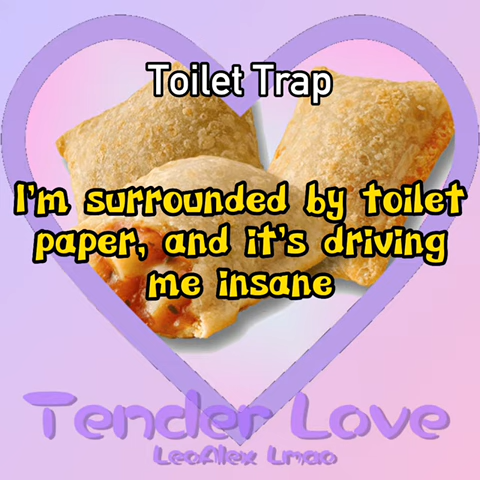 Toilet Trap
I'm surrounded by toilet
paper, and it's driving
me insane
Tender Love
LeoAlex Lmao